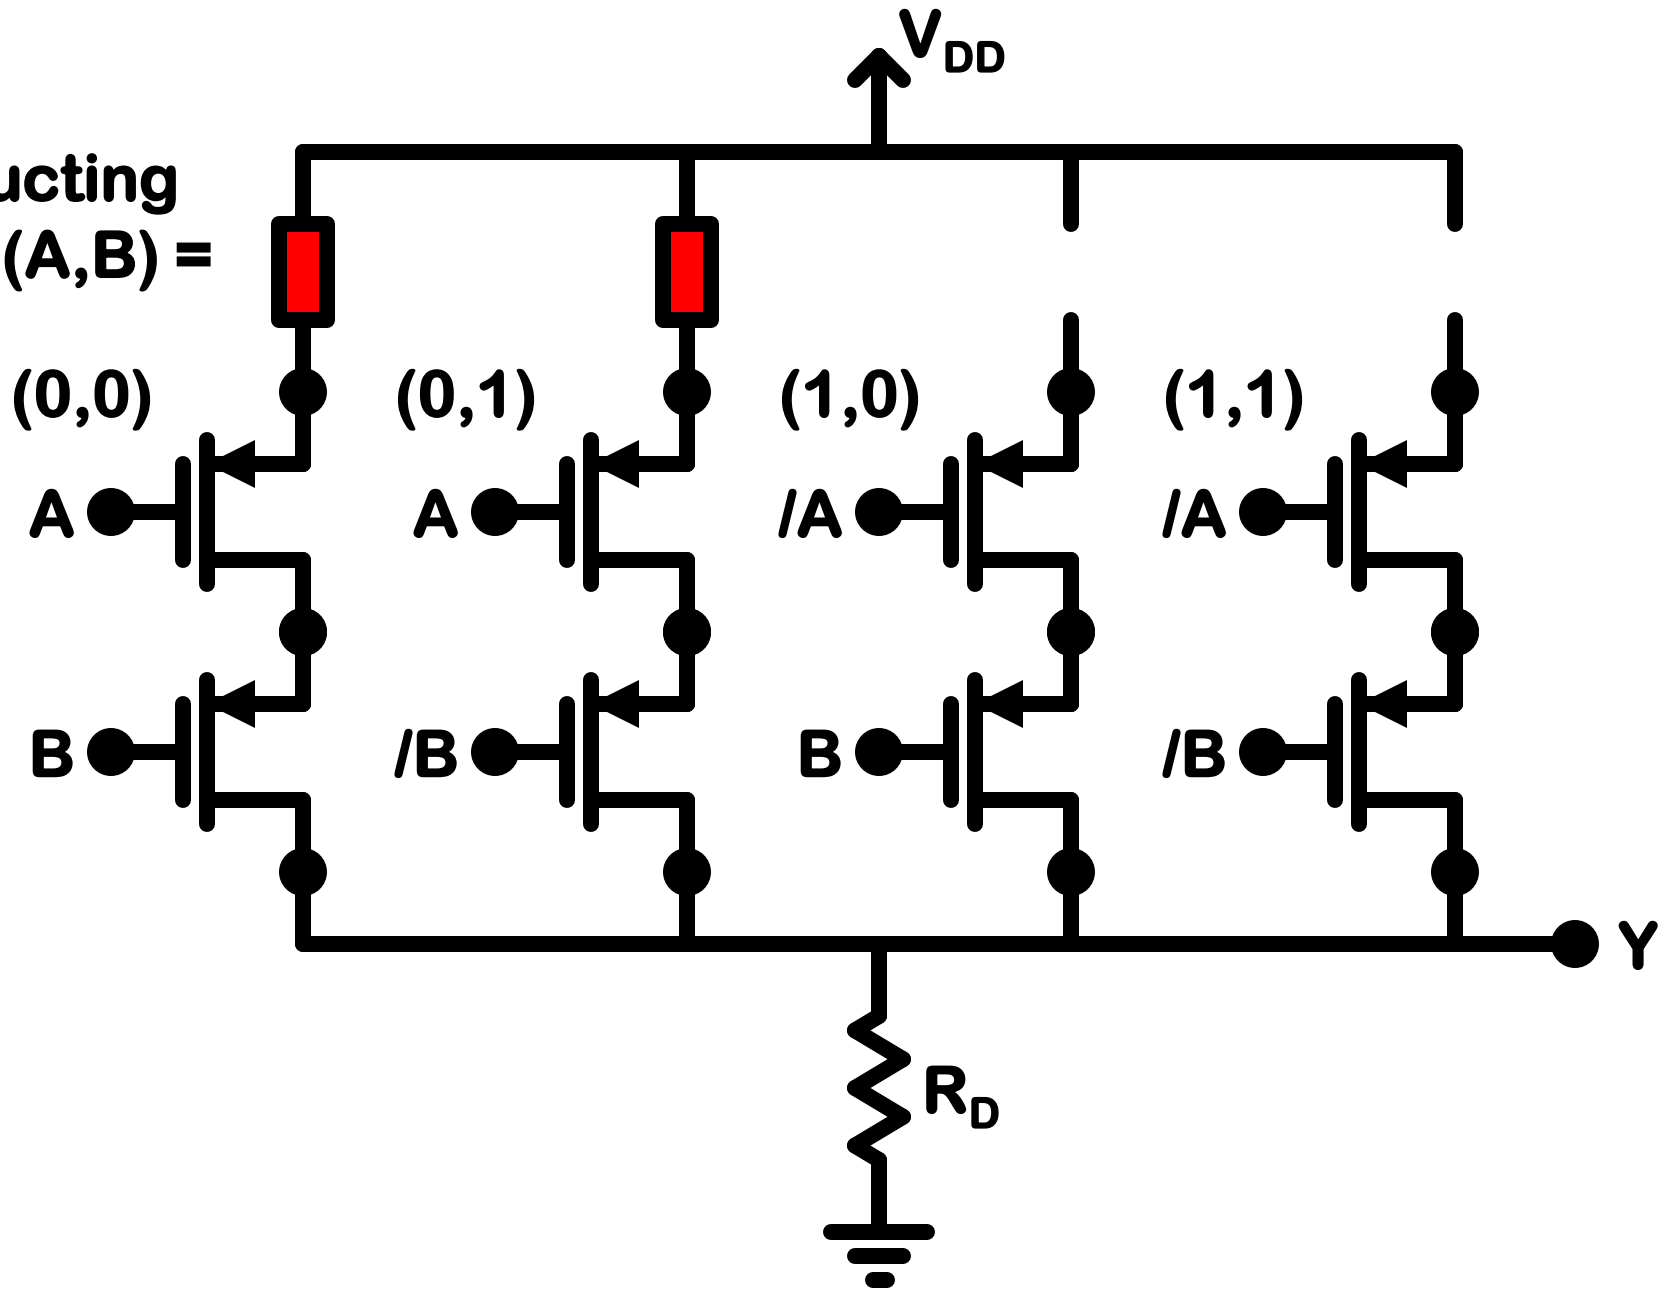 VDD
ucting
(A,B) =
(0,0) (0,1) (1,0) (1,1)
A A /A /A
B /B B /B
Y
RD